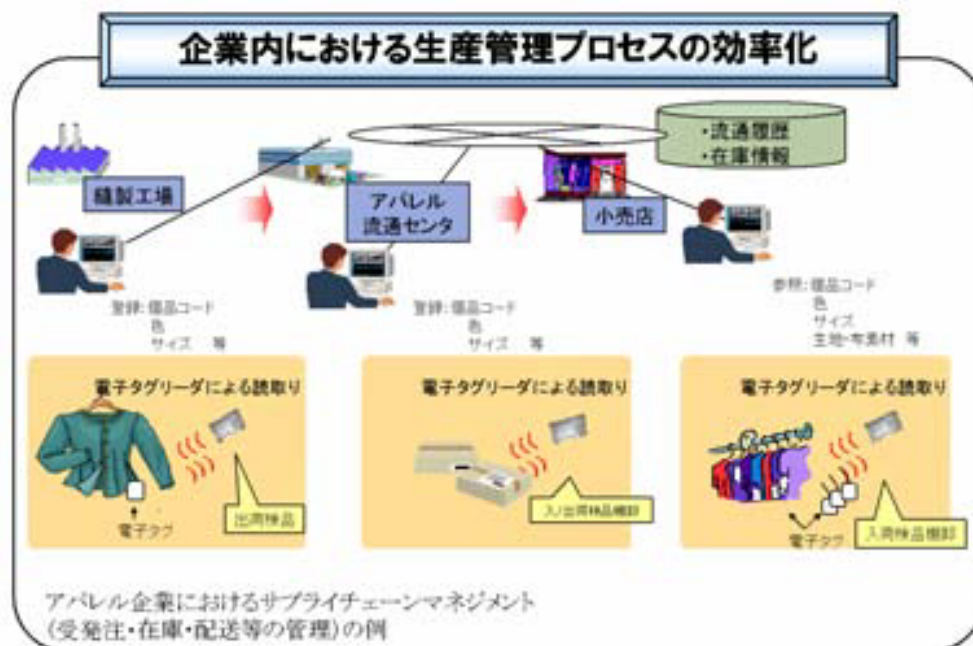 企業内における生産管理プロセスの効率化
・流通履歴
・在庫情報
縫製工場
アパレル
流通センタ
小売店
登録：個品コード
色
サイズ 等
登録：個品コード
色
サイズ 等
参照：個品コード
色
サイズ
生地・布素材 等
電子タグリーダによる読取り
出荷検品
電子タグ
電子タグリーダによる読取り
入/出荷検品棚卸
電子タグリーダによる読取り
入荷検品棚卸
電子タグ
アパレル企業におけるサプライチェーンマネジメント
(受発注・在庫・配送等の管理)の例